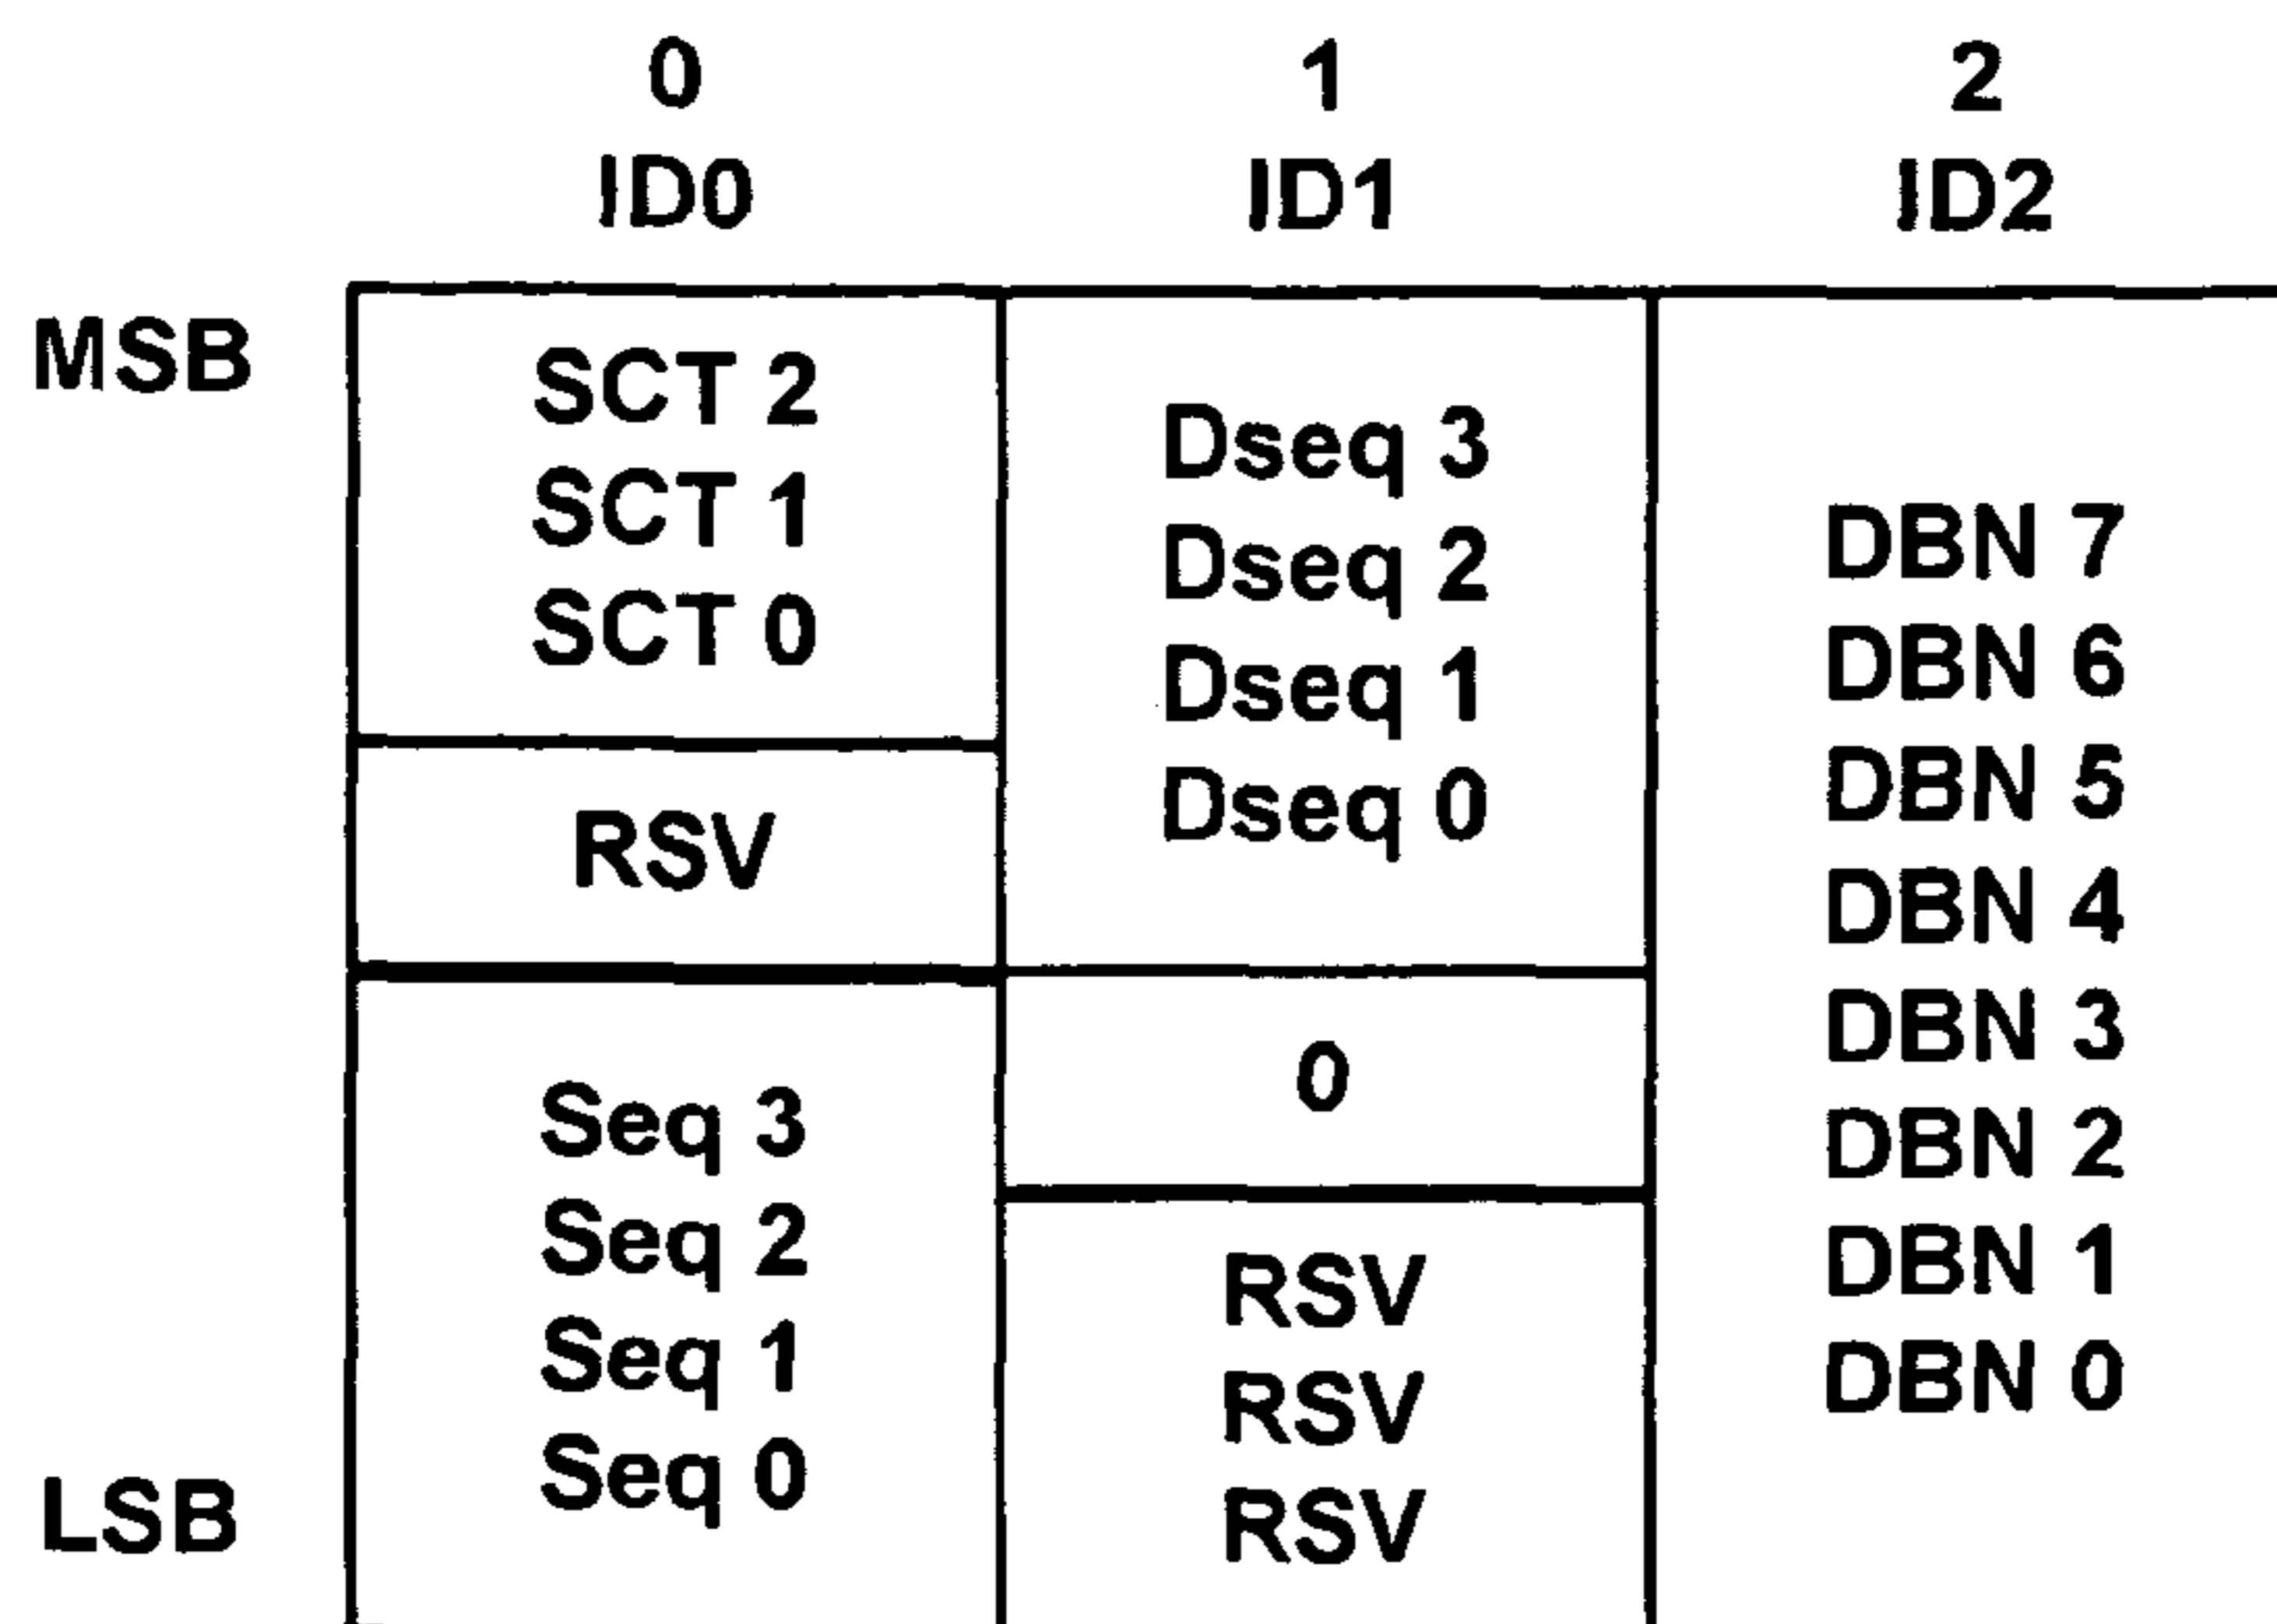 0 1 2
ID0 ID1 ID2
MSB
SCT 2
SCT 1
SCT 0
RSV
Seq 3
Seq 2
Seq 1
Seq 0
LSB
Dseq 3
Dseq 2
Dseq 1
Dseq 0
0
RSV
RSV
RSV
DBN 7
DBN 6
DBN 5
DBN 4
DBN 3
DBN 2
DBN 1
DBN 0